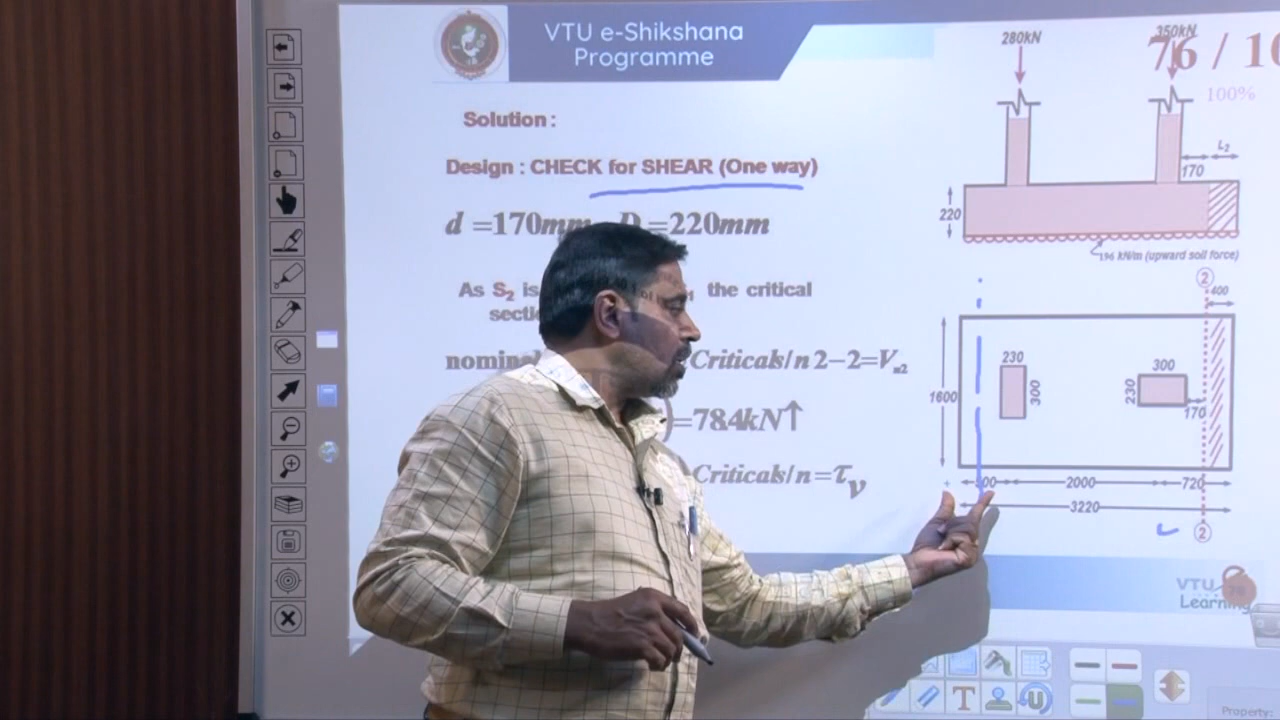 VTU e-Shikshana
Programme
Solution :
Design : CHECK for SHEAR (One way)
d =170mm D =220mm
As S2 is the critical
Critical s/n 2-2=Vu2
)=78.4kN↑
Critical s/n=τv
280kN
350kN
76 / 10
100%
L2
170
220
196 kN/m (upward soil force)
2
400
230
300
300
230
1600
170
2000
720
3220
2
VTU
Learning
T
U
Property: